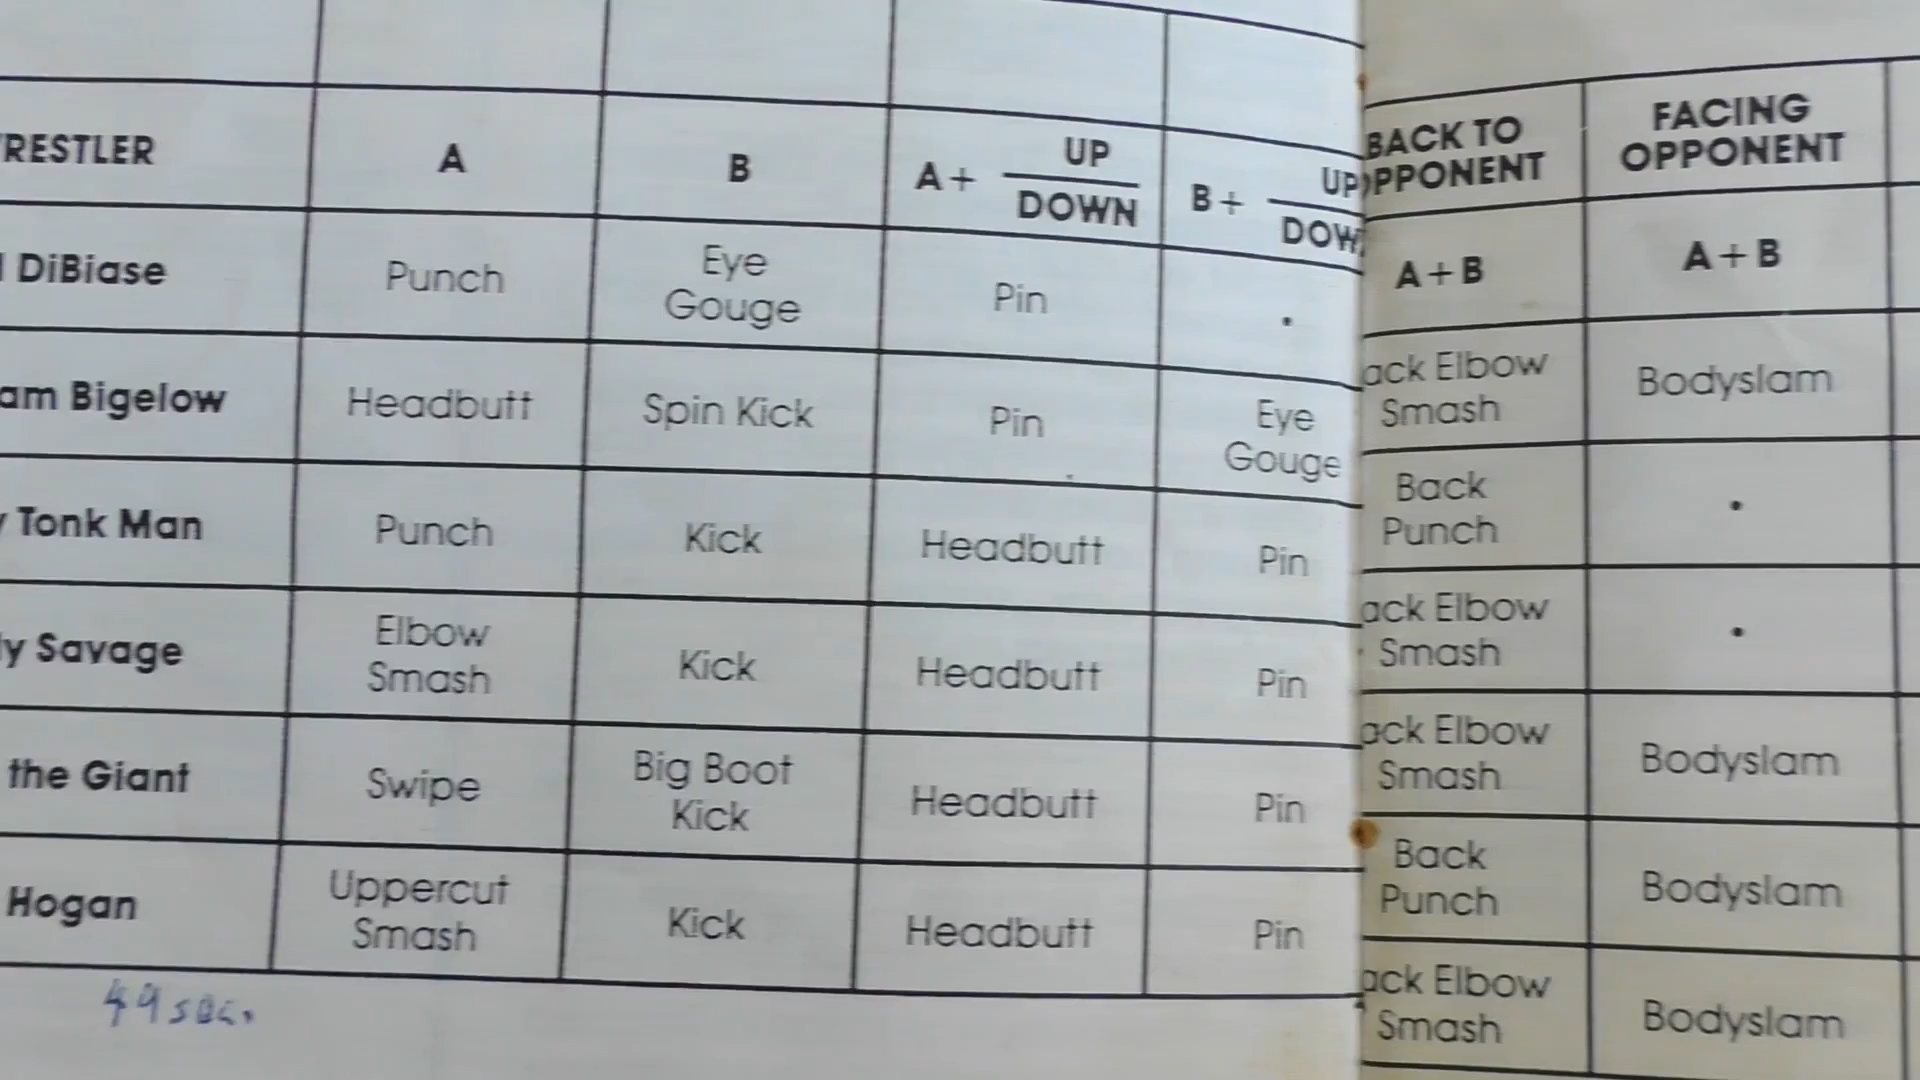 RESTLER A B A + UP/DOWN B + UP BACK TO OPPONENT FACING OPPONENT
DOW A + B A + B
DiBiase Punch Eye Gouge Pin • ack Elbow Smash Bodyslam
am Bigelow Headbutt Spin Kick Pin Eye Gouge Back Punch •
y Tonk Man Punch Kick Headbutt Pin ack Elbow Smash •
y Savage Elbow Smash Kick Headbutt Pin ack Elbow Smash Bodyslam
the Giant Swipe Big Boot Kick Headbutt Pin Back Punch Bodyslam
Hogan Uppercut Smash Kick Headbutt Pin ack Elbow Smash Bodyslam
49 sec.